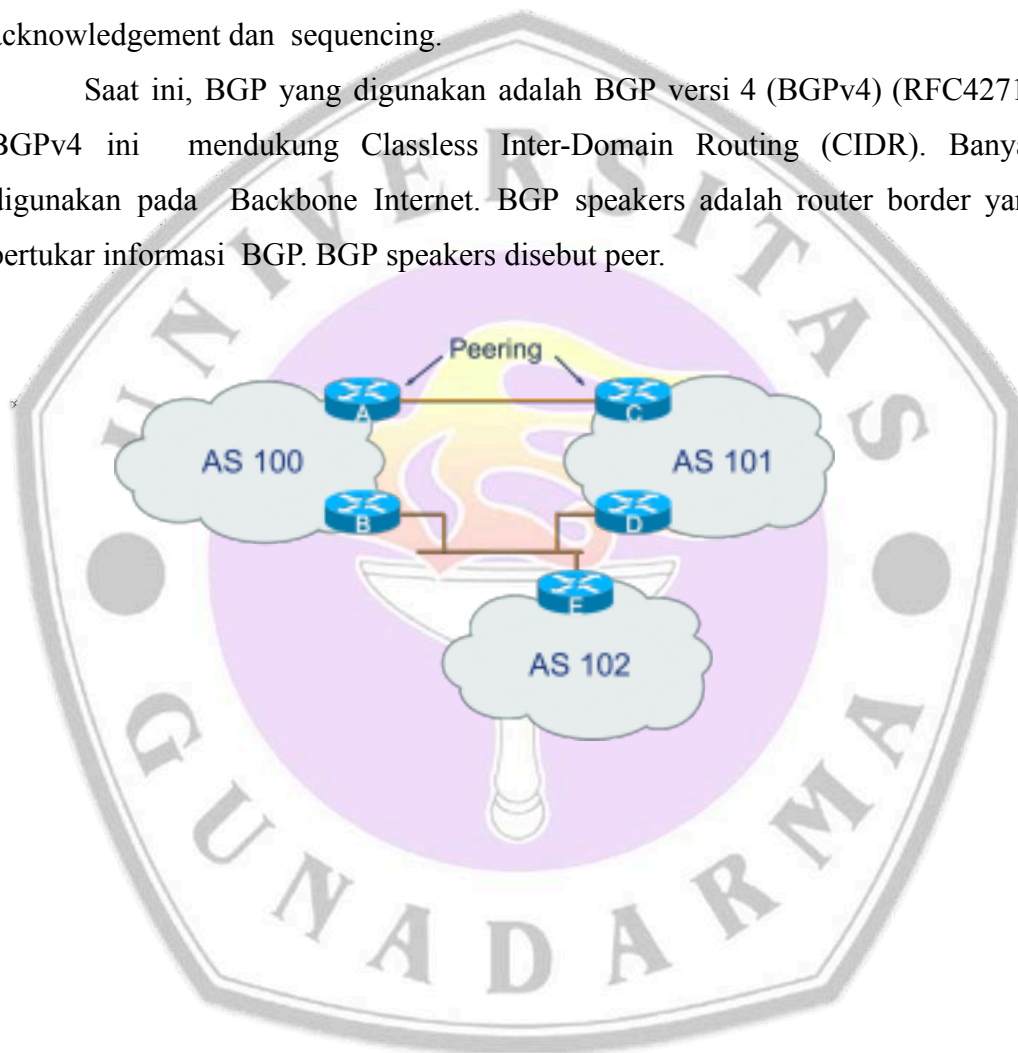 acknowledgement dan sequencing.
Saat ini, BGP yang digunakan adalah BGP versi 4 (BGPv4) (RFC4271
BGPv4 ini mendukung Classless Inter-Domain Routing (CIDR). Banya
digunakan pada Backbone Internet. BGP speakers adalah router border yan
bertukar informasi BGP. BGP speakers disebut peer.
UNIVERSITAS
Peering
A
C
AS 100
AS 101
B
D
E
AS 102
GUNADARMA